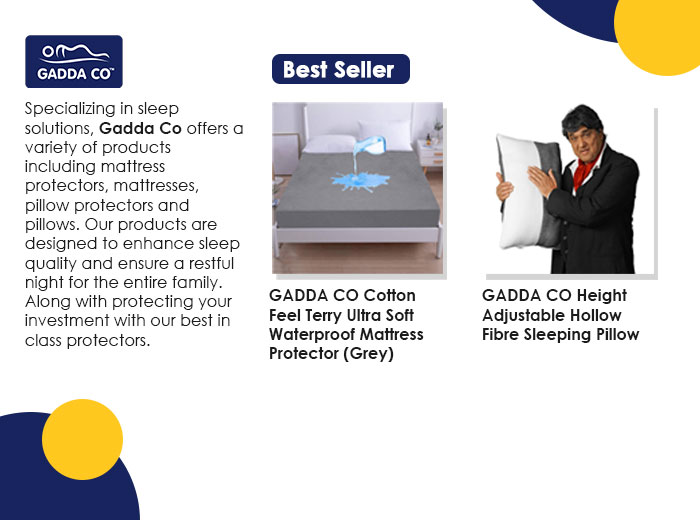 GADDA CO™
Specializing in sleep
solutions, Gadda Co offers a
variety of products
including mattress
protectors, mattresses,
pillow protectors and
pillows. Our products are
designed to enhance sleep
quality and ensure a restful
night for the entire family.
Along with protecting your
investment with our best in
class protectors.
Best Seller
GADDA CO Cotton
Feel Terry Ultra Soft
Waterproof Mattress
Protector (Grey)
GADDA CO Height
Adjustable Hollow
Fibre Sleeping Pillow